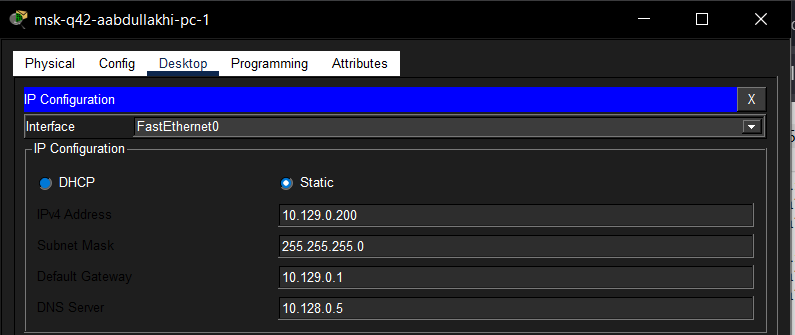 msk-q42-aabdullakhi-pc-1
Physical Config Desktop Programming Attributes
IP Configuration X
Interface FastEthernet0
IP Configuration
DHCP Static
IPv4 Address 10.129.0.200
Subnet Mask 255.255.255.0
Default Gateway 10.129.0.1
DNS Server 10.128.0.5